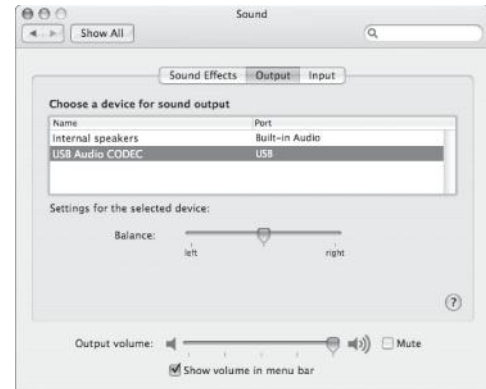 Sound
Show All
Sound Effects Output Input
Choose a device for sound output
Name Port
Internal speakers Built-in Audio
USB Audio CODEC USB
Settings for the selected device:
Balance:
left right
?
Output volume: Mute
Show volume in menu bar